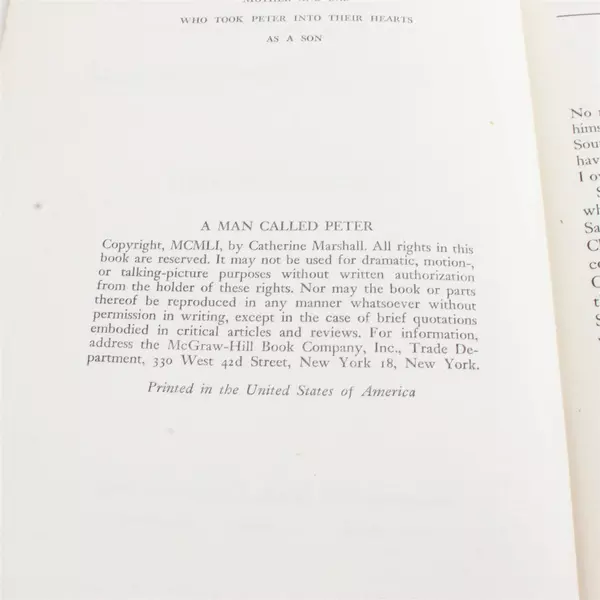 WHO TOOK PETER INTO THEIR HEARTS
AS A SON
A MAN CALLED PETER
Copyright, MCMLI, by Catherine Marshall. All rights in this
book are reserved. It may not be used for dramatic, motion-,
or talking-picture purposes without written authorization
from the holder of these rights. Nor may the book or parts
thereof be reproduced in any manner whatsoever without
permission in writing, except in the case of brief quotations
embodied in critical articles and reviews. For information,
address the McGraw-Hill Book Company, Inc., Trade De-
partment, 330 West 42d Street, New York 18, New York.
Printed in the United States of America
No
hims
Sou
hav
I ov
S
wh
Sa
Cl
co
C
t
S